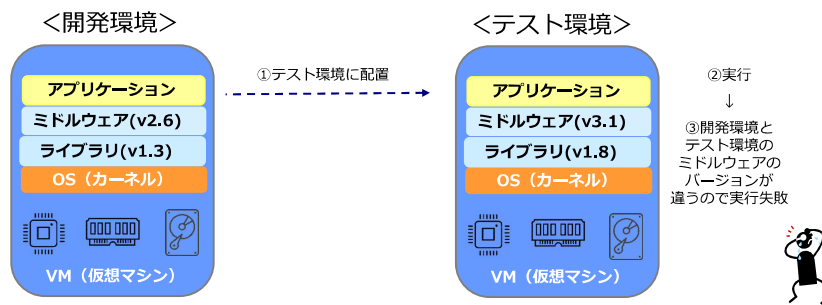 <開発環境>
<テスト環境>
①テスト環境に配置
アプリケーション
ミドルウェア(v2.6)
ライブラリ(v1.3)
OS(カーネル)
VM(仮想マシン)
アプリケーション
ミドルウェア(v3.1)
ライブラリ(v1.8)
OS(カーネル)
VM(仮想マシン)
②実行
↓
③開発環境と
テスト環境の
ミドルウェアの
バージョンが
違うので実行失敗